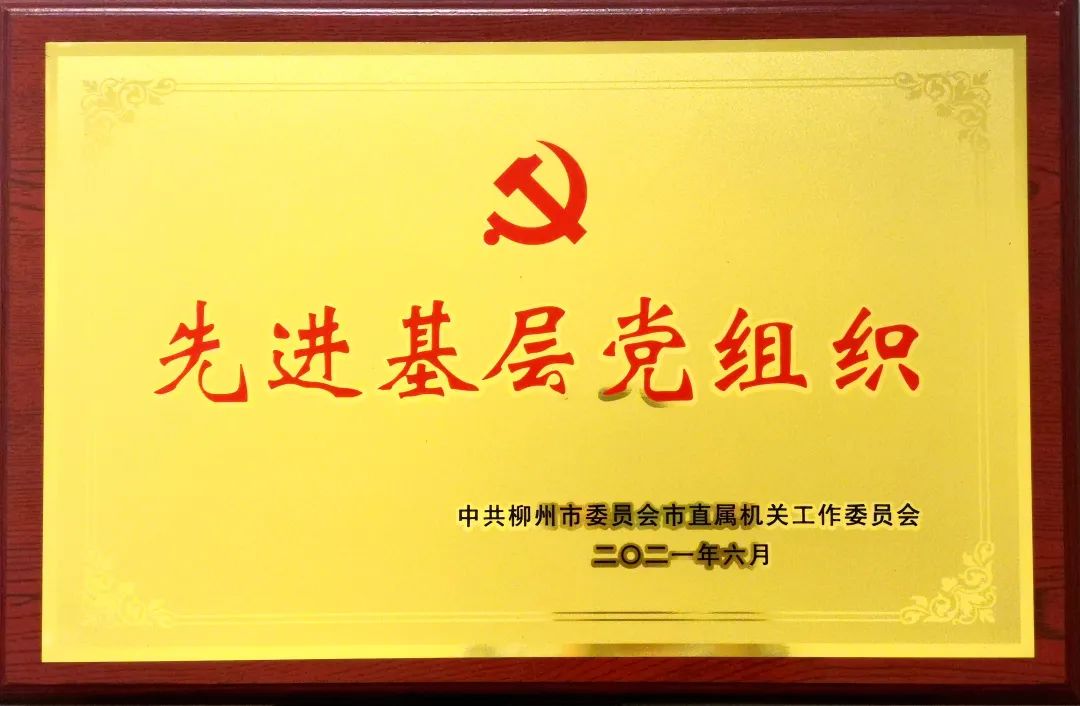 先进基层党组织
中共柳州市委员会市直属机关工作委员会
二〇二一年六月